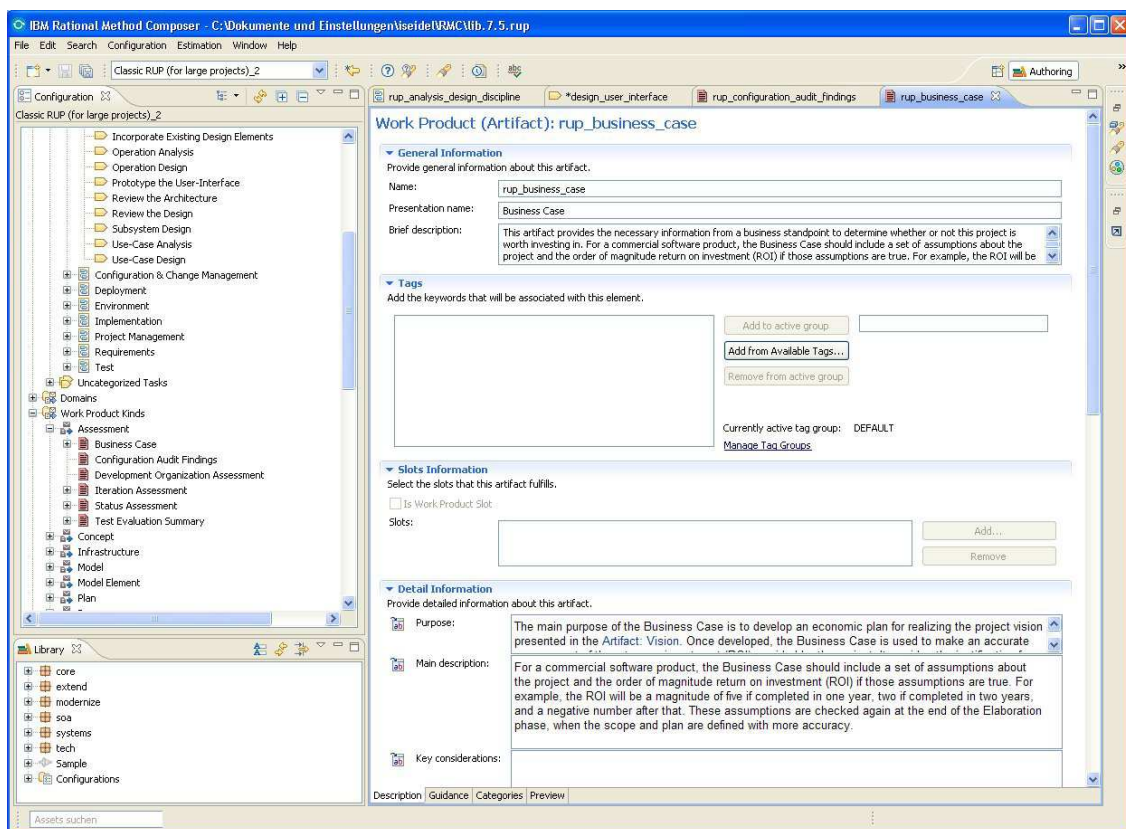 IBM Rational Method Composer - C:\Dokumente und Einstellungen\iseidel\RMC\lib.7.5.rup
File Edit Search Configuration Estimation Window Help
Classic RUP (for large projects)_2
Authoring
Configuration
Classic RUP (for large projects)_2
Incorporate Existing Design Elements
Operation Analysis
Operation Design
Prototype the User-Interface
Review the Architecture
Review the Design
Subsystem Design
Use-Case Analysis
Use-Case Design
Configuration & Change Management
Deployment
Environment
Implementation
Project Management
Requirements
Test
Uncategorized Tasks
Domains
Work Product Kinds
Assessment
Business Case
Configuration Audit Findings
Development Organization Assessment
Iteration Assessment
Status Assessment
Test Evaluation Summary
Concept
Infrastructure
Model
Model Element
Plan
Library
core
extend
modernize
soa
systems
tech
Sample
Configurations
Assets suchen
rup_analysis_design_discipline *design_user_interface rup_configuration_audit_findings rup_business_case
Work Product (Artifact): rup_business_case
General Information
Provide general information about this artifact.
Name: rup_business_case
Presentation name: Business Case
Brief description: This artifact provides the necessary information from a business standpoint to determine whether or not this project is
worth investing in. For a commercial software product, the Business Case should include a set of assumptions about the
project and the order of magnitude return on investment (ROI) if those assumptions are true. For example, the ROI will be
Tags
Add the keywords that will be associated with this element.
Add to active group
Add from Available Tags...
Remove from active group
Currently active tag group: DEFAULT
Manage Tag Groups
Slots Information
Select the slots that this artifact fulfills.
Is Work Product Slot
Slots:
Add...
Remove
Detail Information
Provide detailed information about this artifact.
Purpose: The main purpose of the Business Case is to develop an economic plan for realizing the project vision
presented in the Artifact: Vision. Once developed, the Business Case is used to make an accurate
Main description: For a commercial software product, the Business Case should include a set of assumptions about
the project and the order of magnitude return on investment (ROI) if those assumptions are true. For
example, the ROI will be a magnitude of five if completed in one year, two if completed in two years,
and a negative number after that. These assumptions are checked again at the end of the Elaboration
phase, when the scope and plan are defined with more accuracy.
Key considerations:
Description Guidance Categories Preview